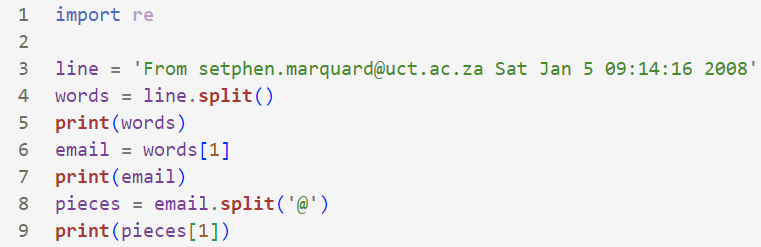 1 import re
2
3 line = 'From setphen.marquard@uct.ac.za Sat Jan 5 09:14:16 2008'
4 words = line.split()
5 print(words)
6 email = words[1]
7 print(email)
8 pieces = email.split('@')
9 print(pieces[1])